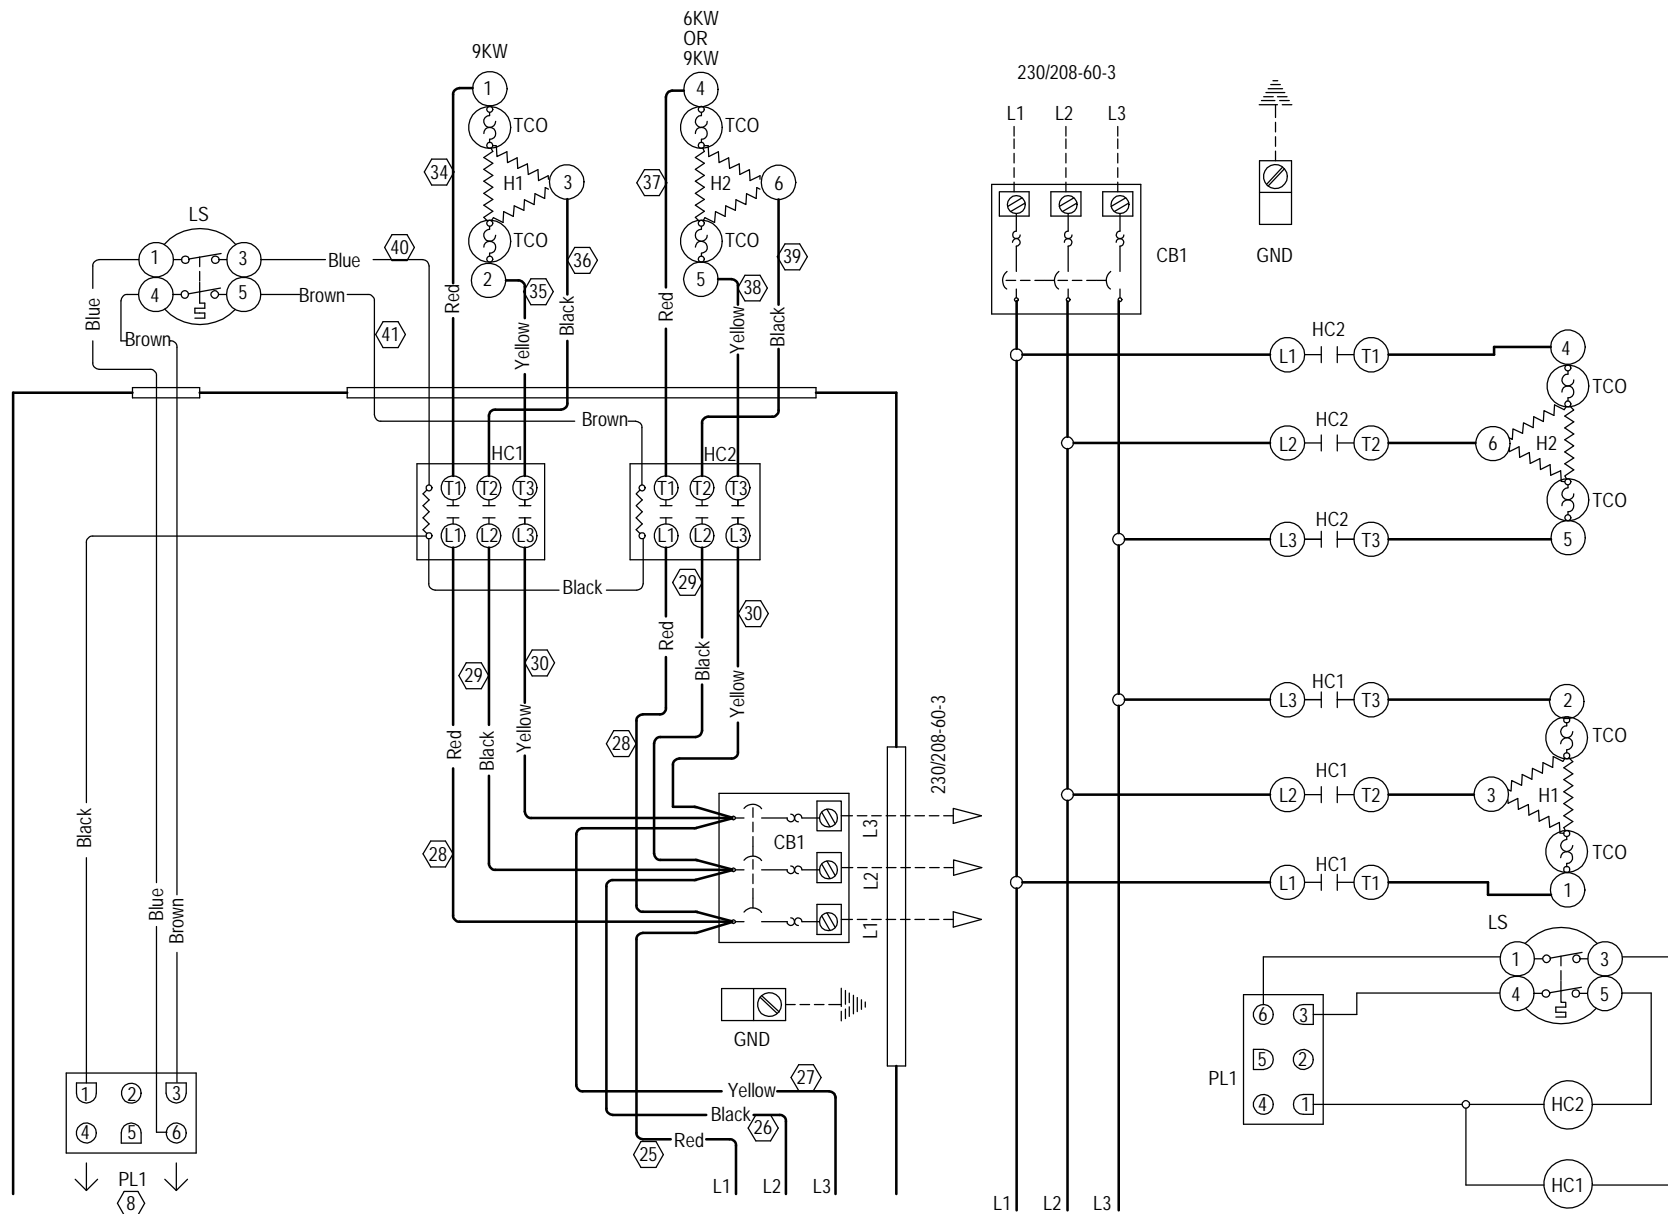 6KW
OR
9KW
9KW
1
TCO
34
H1
3
TCO
2
35
36
Red
Yellow
Black
4
TCO
37
H2
6
TCO
5
38
39
Red
Yellow
Black
LS
1
3
4
5
Blue
40
Brown
41
Blue
Brown
Brown
HC1
T1
T2
T3
L1
L2
L3
HC2
T1
T2
T3
L1
L2
L3
Black
29
30
Red
Black
Yellow
29
30
28
Red
Black
Yellow
28
230/208-60-3
CB1
L3
L2
L1
GND
Black
Blue
Brown
1
2
3
4
5
6
PL1
8
Yellow
27
Black
26
Red
25
L1
L2
L3
230/208-60-3
L1
L2
L3
CB1
GND
HC2
L1
T1
4
TCO
HC2
L2
T2
6
H2
TCO
HC2
L3
T3
5
HC1
L3
T3
2
TCO
HC1
L2
T2
3
H1
TCO
HC1
L1
T1
1
LS
1
3
4
5
6
3
5
2
4
1
PL1
HC2
HC1
L1
L2
L3